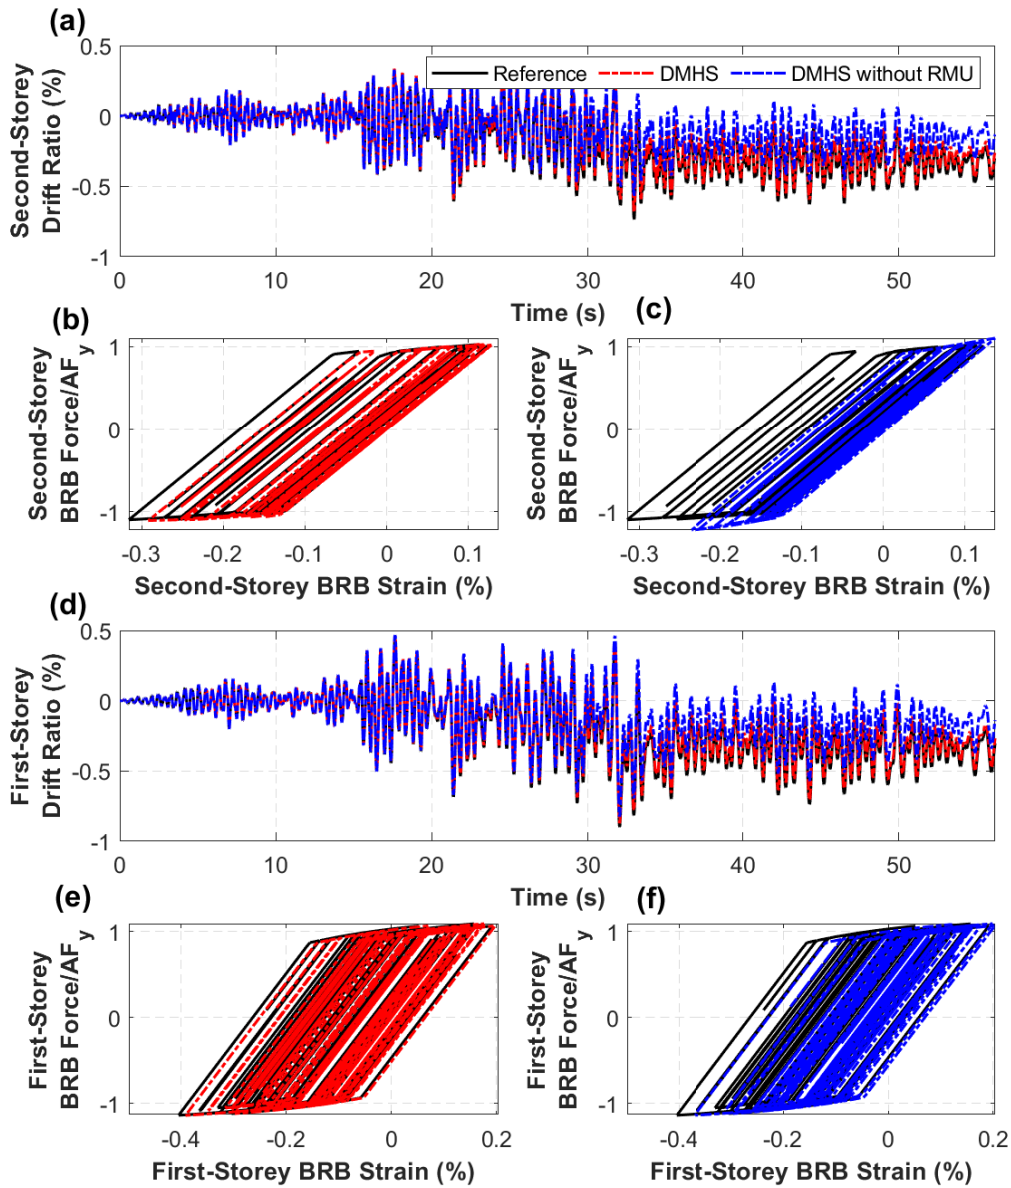 (a)
Second-Storey
Drift Ratio (%)
0.5
0
-0.5
-1
Reference
DMHS
DMHS without RMU
0 10 20 30 40 50
Time (s)
(b)
Second-Storey
BRB Force/AFy
1
0
-1
-0.3 -0.2 -0.1 0 0.1
Second-Storey BRB Strain (%)
(c)
Second-Storey
BRB Force/AFy
1
0
-1
-0.3 -0.2 -0.1 0 0.1
Second-Storey BRB Strain (%)
(d)
First-Storey
Drift Ratio (%)
0.5
0
-0.5
-1
0 10 20 30 40 50
Time (s)
(e)
First-Storey
BRB Force/AFy
1
0
-1
-0.4 -0.2 0 0.2
First-Storey BRB Strain (%)
(f)
First-Storey
BRB Force/AFy
1
0
-1
-0.4 -0.2 0 0.2
First-Storey BRB Strain (%)